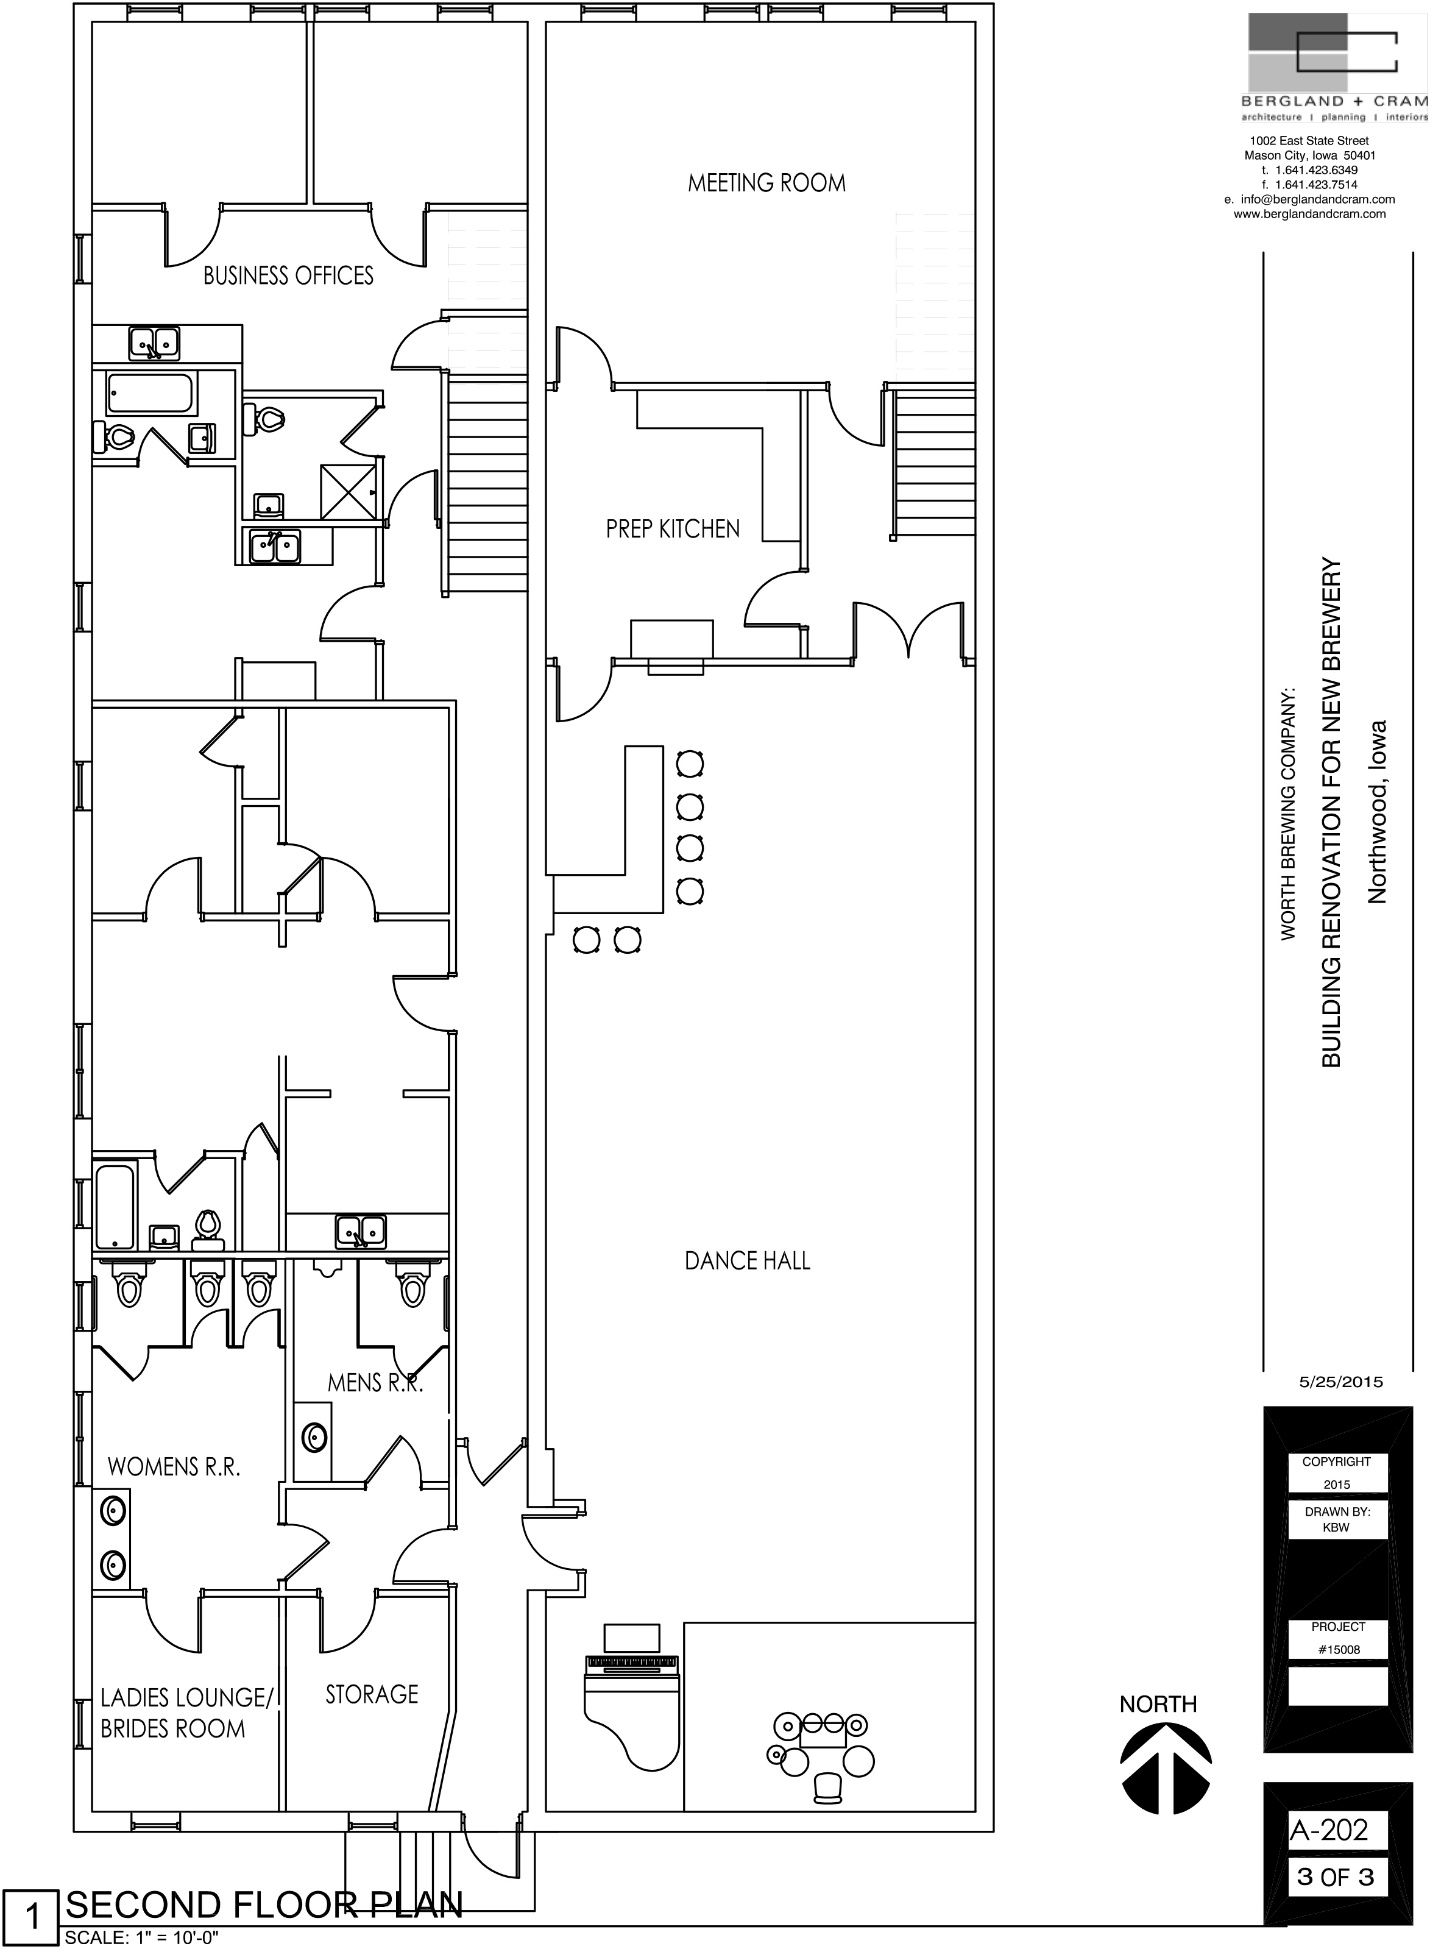 BERGLAND + CRAM
architecture | planning | interiors
1002 East State Street
Mason City, Iowa 50401
t. 1.641.423.6349
f. 1.641.423.7514
e. info@berglandandcram.com
www.berglandandcram.com
MEETING ROOM
BUSINESS OFFICES
PREP KITCHEN
DANCE HALL
MENS R.R.
WOMENS R.R.
LADIES LOUNGE/
BRIDES ROOM
STORAGE
WORTH BREWING COMPANY:
BUILDING RENOVATION FOR NEW BREWERY
Northwood, Iowa
5/25/2015
COPYRIGHT
2015
DRAWN BY:
KBW
PROJECT
#15008
NORTH
A-202
3 OF 3
1
SECOND FLOOR PLAN
SCALE: 1" = 10'-0"